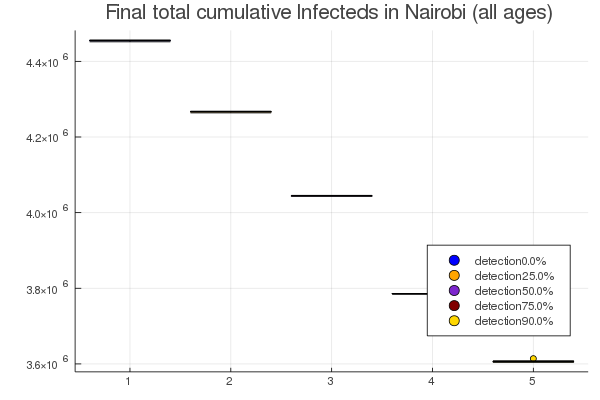 Final total cumulative Infecteds in Nairobi (all ages)
4.4×10 6
4.2×10 6
4.0×10 6
3.8×10 6
3.6×10 6
detection0.0%
detection25.0%
detection50.0%
detection75.0%
detection90.0%
1 2 3 4 5